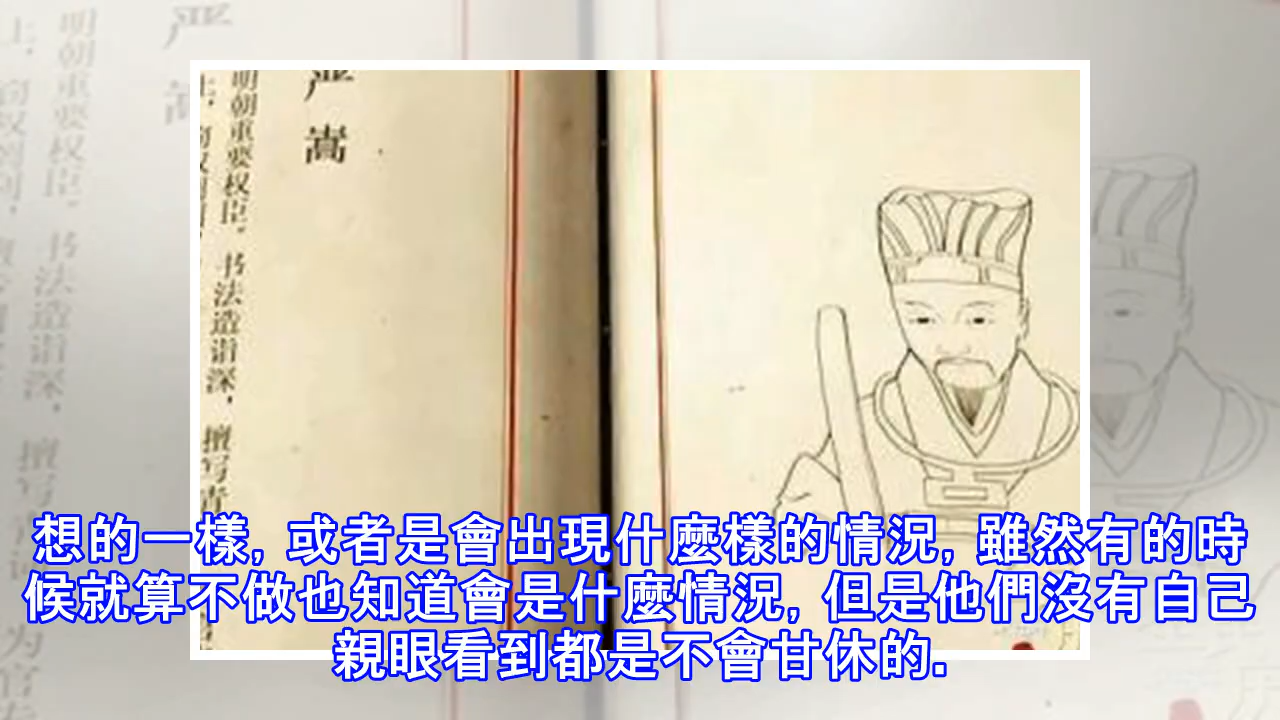 严嵩
明朝重要权臣，书法造诣深，擅写青
想的一樣, 或者是會出現什麼樣的情況, 雖然有的時
候就算不做也知道會是什麼情況, 但是他們沒有自己
親眼看到都是不會甘休的.